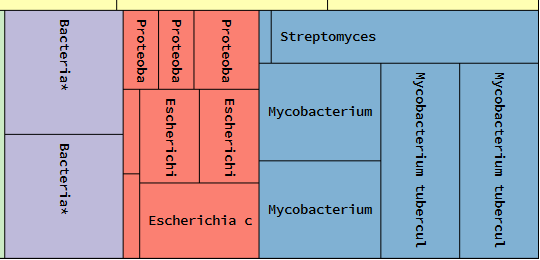 Bacteria*
Proteoba
Proteoba
Proteoba
Streptomyces
Mycobacterium
Mycobacterium tubercul
Mycobacterium tubercul
Escherichi
Escherichi
Bacteria*
Escherichia c
Mycobacterium